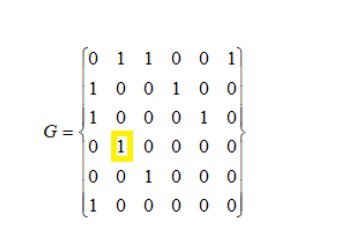 G =
0 1 1 0 0 1
1 0 0 1 0 0
1 0 0 0 1 0
0 1 0 0 0 0
0 0 1 0 0 0
1 0 0 0 0 0